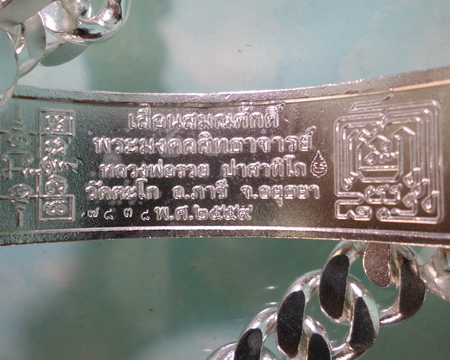 เลื่อนสมณศักดิ์
พระมงคลสิทธาจารย์
หลวงพ่อรวย ปาสาทิโก
วัดตะโก อ.ภาชี จ.อยุธยา
๗๘๓๘ พ.ศ.๒๕๕๙